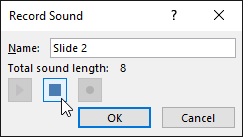 Record Sound ? ×
Name: Slide 2
Total sound length: 8
OK Cancel